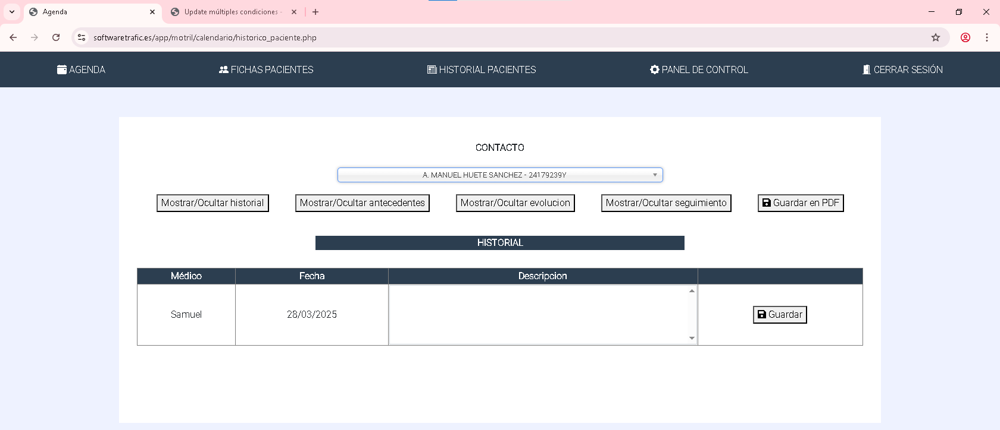 Agenda
Update múltiples condiciones -
softwaretrafic.es/app/motril/calendario/historico_paciente.php
AGENDA
FICHAS PACIENTES
HISTORIAL PACIENTES
PANEL DE CONTROL
CERRAR SESIÓN
CONTACTO
A. MANUEL HUETE SANCHEZ - 24179239Y
Mostrar/Ocultar historial
Mostrar/Ocultar antecedentes
Mostrar/Ocultar evolucion
Mostrar/Ocultar seguimiento
Guardar en PDF
HISTORIAL
Médico
Fecha
Descripcion
Samuel
28/03/2025
Guardar